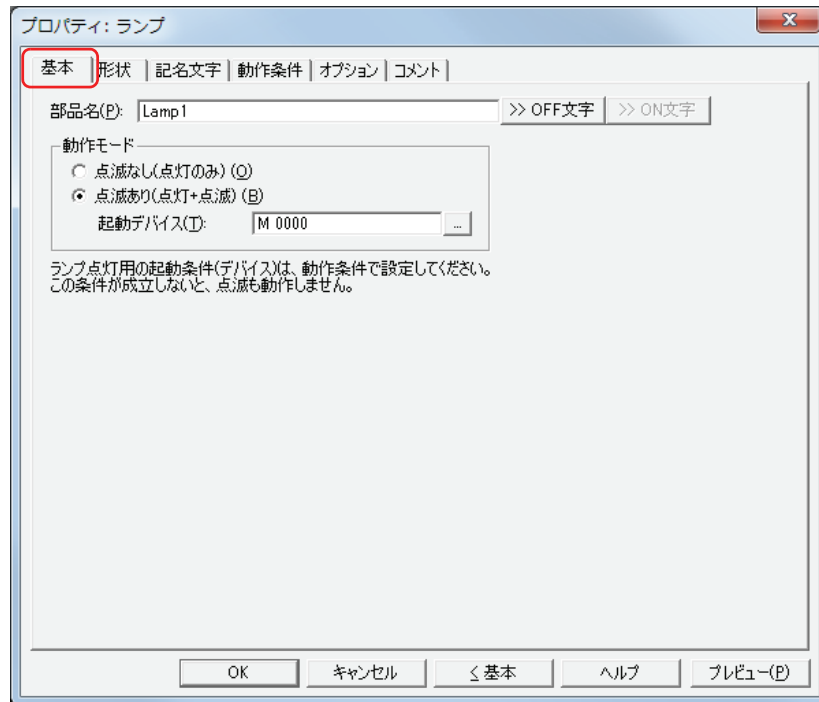 プロパティ: ランプ
基本 形状 記名文字 動作条件 オプション コメント
部品名(P): Lamp1 >> OFF文字 >> ON文字
動作モード
点滅なし(点灯のみ) (O)
点滅あり(点灯+点滅) (B)
起動デバイス(T): M 0000 ...
ランプ点灯用の起動条件(デバイス)は、動作条件で設定してください。
この条件が成立しないと、点滅も動作しません。
OK キャンセル < 基本 ヘルプ プレビュー(P)